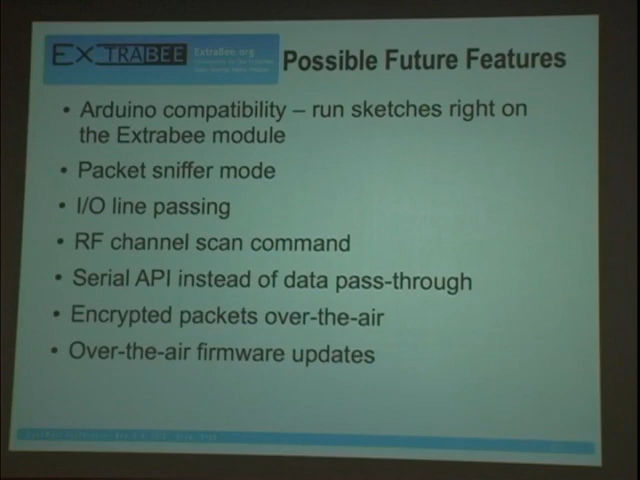 EXTRABEE
ExtraBee.org
Possible Future Features
• Arduino compatibility – run sketches right on
the Extrabee module
• Packet sniffer mode
• I/O line passing
• RF channel scan command
• Serial API instead of data pass-through
• Encrypted packets over-the-air
• Over-the-air firmware updates